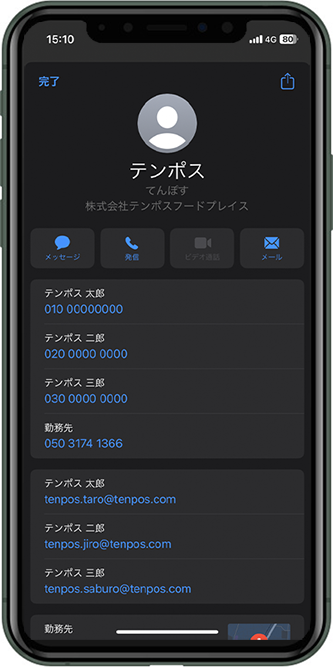 15:10
4G 80
完了
テンポス
てんぽす
株式会社テンポスフードプレイス
メッセージ
発信
ビデオ通話
メール
テンポス 太郎
010 00000000
テンポス 二郎
020 0000 0000
テンポス 三郎
030 0000 0000
勤務先
050 3174 1366
テンポス 太郎
tenpos.taro@tenpos.com
テンポス 二郎
tenpos.jiro@tenpos.com
テンポス 三郎
tenpos.saburo@tenpos.com
勤務先